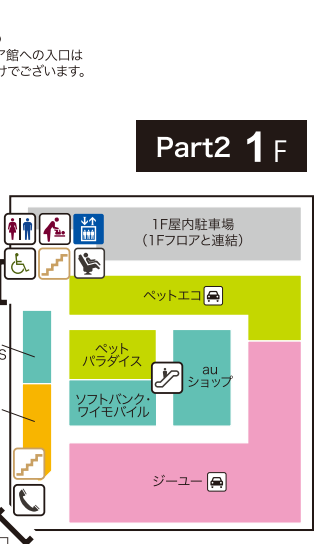 ア館への入口は
けでございます。
Part2 1F
1F屋内駐車場
(1Fフロアと連結)
ペットエコ
ペット
パラダイス
au
ショップ
ソフトバンク・
ワイモバイル
ジーユー
S